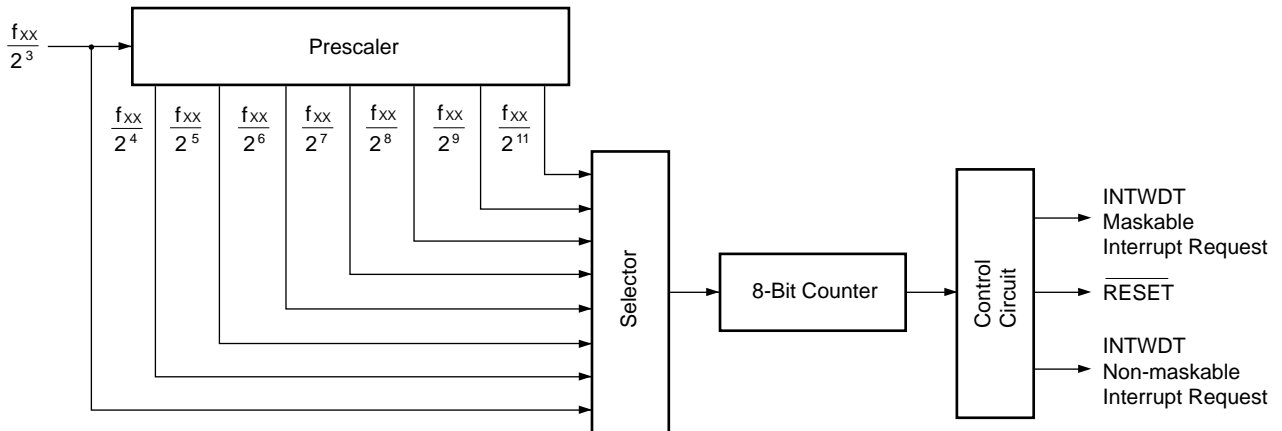 fXX
2³
Prescaler
fXX
2⁴
fXX
2⁵
fXX
2⁶
fXX
2⁷
fXX
2⁸
fXX
2⁹
fXX
2¹¹
Selector
8-Bit Counter
Control
Circuit
INTWDT
Maskable
Interrupt Request
R̅E̅S̅E̅T̅
INTWDT
Non-maskable
Interrupt Request